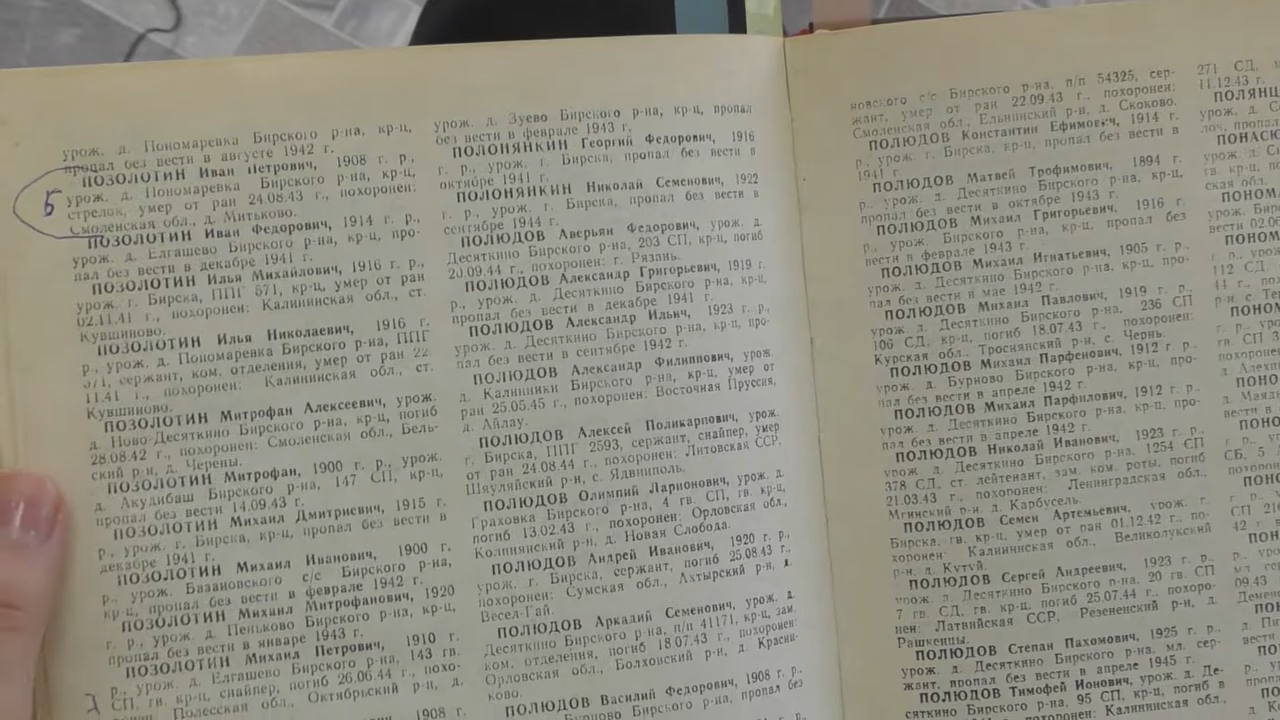 урож. д. Пономаревка Бирского р-на, кр-ц,
пропал без вести в августе 1942 г.
ПОЗОЛОТИН Иван Петрович, 1908 г. р.,
урож. д. Пономаревка Бирского р-на, кр-ц,
стрелок, умер от ран 24.08.43 г., похоронен:
Смоленская обл., д. Митьково.
Б
ПОЗОЛОТИН Иван Федорович, 1914 г. р.,
урож. д. Елгашево Бирского р-на, кр-ц, про-
пал без вести в декабре 1941 г.
ПОЗОЛОТИН Илья Михайлович, 1916 г. р.,
урож. г. Бирска, ППГ 571, кр-ц, умер от ран
02.11.41 г., похоронен: Калининская обл., ст.
Кувшиново.
ПОЗОЛОТИН Илья Николаевич, 1916 г.
р., урож. д. Пономаревка Бирского р-на, ППГ
571, сержант, ком. отделения, умер от ран 22
11.41 г., похоронен: Калининская обл., ст.
Кувшиново.
ПОЗОЛОТИН Митрофан Алексеевич, урож.
д. Ново-Десяткино Бирского р-на, кр-ц, погиб
28.08.42 г., похоронен: Смоленская обл., Бель-
ский р-н, д. Черены.
ПОЗОЛОТИН Митрофан, 1900 г. р., урож.
д. Акудибаш Бирского р-на, 147 СП, кр-ц,
пропал без вести 14.09.43 г.
ПОЗОЛОТИН Михаил Дмитриевич, 1915 г.
р., урож. г. Бирска, кр-ц, пропал без вести в
декабре 1941 г.
ПОЗОЛОТИН Михаил Иванович, 1900 г.
р., урож. Базановского с/с Бирского р-на,
кр-ц, пропал без вести в феврале 1942 г.
ПОЗОЛОТИН Михаил Митрофанович, 1920
г. р., урож. д. Пеньково Бирского р-на, кр-ц,
пропал без вести в январе 1943 г.
ПОЗОЛОТИН Михаил Петрович, 1910 г.
р., урож. д. Елгашево Бирского р-на, 143 гв.
СП, гв. кр-ц, снайпер, погиб 26.06.44 г., похо-
Полесская обл., Октябрьский р-н, д.
1908 г.
урож. д. Зуево Бирского р-на, кр-ц, пропал
без вести в феврале 1943 г.
ПОЛОНЯНКИН Георгий Федорович, 1916
г. р., урож. г. Бирска, пропал без вести в
октябре 1941 г.
ПОЛОНЯНКИН Николай Семенович, 1922
г. р., урож. г. Бирска, пропал без вести в
сентябре 1944 г.
ПОЛЮДОВ Аверьян Федорович, урож. д.
Десяткино Бирского р-на, 203 СП, кр-ц, погиб
20.09.44 г., похоронен: г. Рязань.
ПОЛЮДОВ Александр Григорьевич, 1919 г.
р., урож. д. Десяткино Бирского р-на, кр-ц,
пропал без вести в декабре 1941 г.
ПОЛЮДОВ Александр Ильич, 1923 г. р.,
урож. д. Десяткино Бирского р-на, кр-ц, про-
пал без вести в сентябре 1942 г.
ПОЛЮДОВ Александр Филиппович, урож.
д. Калинники Бирского р-на, кр-ц, умер от
ран 25.05.45 г., похоронен: Восточная Пруссия,
д. Айлау.
ПОЛЮДОВ Алексей Поликарпович, урож.
г. Бирска, ППГ 2593, сержант, снайпер, умер
от ран 24.08.44 г., похоронен: Литовская ССР,
Шяуляйский р-н, с. Ядвиполь.
ПОЛЮДОВ Олимпий Ларионович, урож. д.
Граховка Бирского р-на, 4 гв. СП, гв. кр-ц,
погиб 13.02.43 г., похоронен: Орловская обл.,
Колпнянский р-н, д. Новая Слобода.
ПОЛЮДОВ Андрей Иванович, 1920 г. р.,
урож. г. Бирска, сержант, погиб 25.08.43 г.,
похоронен: Сумская обл., Ахтырский р-н, х.
Весел-Гай.
ПОЛЮДОВ Аркадий Семенович, урож. д.
Десяткино Бирского р-на, п/п 41171, кр-ц, зам.
ком. отделения, погиб 18.07.43 г., похоронен:
Орловская обл., Болховский р-н, д. Красни-
ково.
ПОЛЮДОВ Василий Федорович, 1908 г. р.,
Бурново Бирского р-на, пропал без
новского с/с Бирского р-на, п/п 54325, сер-
жант, умер от ран 22.09.43 г., похоронен:
Смоленская обл., Ельнинский р-н, д. Скоково.
ПОЛЮДОВ Константин Ефимович, 1914 г.
р., урож. г. Бирска, кр-ц, пропал без вести в
1941 г.
ПОЛЮДОВ Матвей Трофимович, 1894 г.
р., урож. д. Десяткино Бирского р-на, кр-ц,
пропал без вести в октябре 1943 г.
ПОЛЮДОВ Михаил Григорьевич, 1916 г.
р., урож. Бирского р-на, кр-ц, пропал без
вести в феврале 1943 г.
ПОЛЮДОВ Михаил Игнатьевич, 1905 г. р.,
урож. д. Десяткино Бирского р-на, кр-ц, про-
пал без вести в мае 1942 г.
ПОЛЮДОВ Михаил Павлович, 1919 г. р.,
урож. д. Десяткино Бирского р-на, 236 СП
106 СД, кр-ц, погиб 18.07.43 г., похоронен:
Курская обл., Троснянский р-н, с. Чернь.
ПОЛЮДОВ Михаил Парфенович, 1912 г. р.,
урож. д. Бурново Бирского р-на, кр-ц, про-
пал без вести в апреле 1942 г.
ПОЛЮДОВ Михаил Парфилович, 1912 г. р.,
урож. д. Десяткино Бирского р-на, кр-ц, про-
пал без вести в апреле 1942 г.
ПОЛЮДОВ Николай Иванович, 1923 г. р.,
урож. д. Десяткино Бирского р-на, 1254 СП
378 СД, ст. лейтенант, зам. ком. роты, погиб
21.03.43 г., похоронен: Ленинградская обл.,
Мгинский р-н, д. Карбусель.
ПОЛЮДОВ Семен Артемьевич, урож. г.
Бирска, гв. кр-ц, умер от ран 01.12.42 г., по-
хоронен: Калининская обл., Великолукский
р-н, д. Кутуй.
ПОЛЮДОВ Сергей Андреевич, 1923 г. р.,
урож. д. Десяткино Бирского р-на, 20 гв. СП
7 гв. СД, гв. кр-ц, погиб 25.07.44 г., похоро-
нен: Латвийская ССР, Резененский р-н, д.
Рашкенцы.
ПОЛЮДОВ Степан Пахомович, 1925 г. р.,
урож. д. Десяткино Бирского р-на, мл. сер-
жант, пропал без вести в апреле 1945 г.
ПОЛЮДОВ Тимофей Ионович, урож. д. Де-
сяткино Бирского р-на, 95 СП, кр-ц, погиб в
похоронен: Калининская обл.,
271 СД,
11.12.43 г.